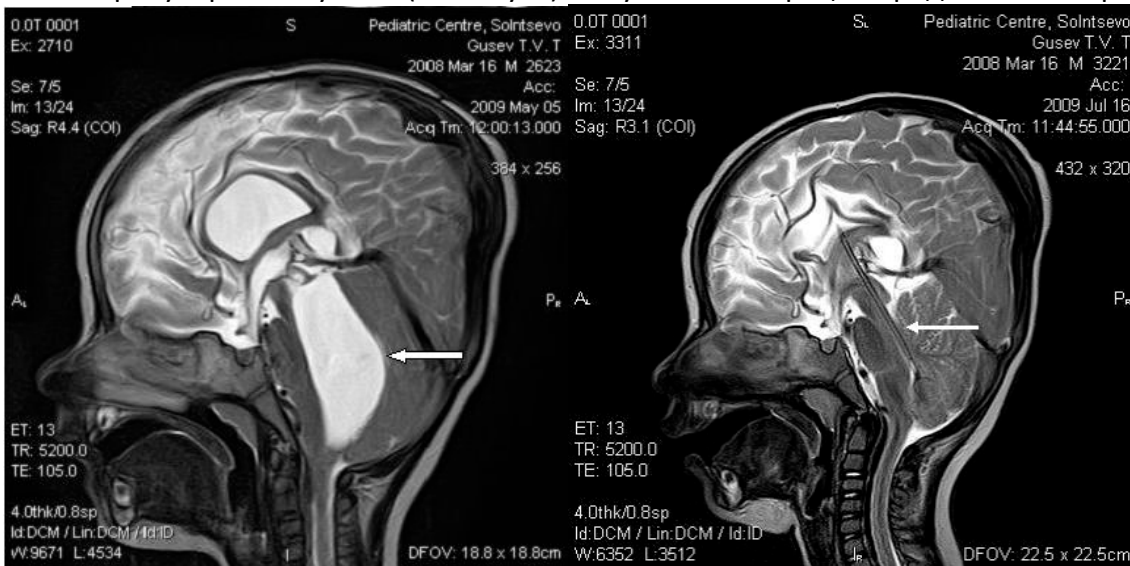 0.0T 0001
Ex: 2710
Se: 7/5
Im: 13/24
Sag: R4.4 (COI)
S
Pediatric Centre, Solntsevo
Gusev T.V. T
2008 Mar 16 M 2623
Acc:
2009 May 05
Acq Tm: 12:00:13.000
384 x 256
AL
PR
ET: 13
TR: 5200.0
TE: 105.0
4.0thk/0.8sp
Id:DCM / Lin:DCM / Id:ID
W:9671 L:4534
I
DFOV: 18.8 x 18.8cm
0.0T 0001
Ex: 3311
Se: 7/5
Im: 13/24
Sag: R3.1 (COI)
SL
Pediatric Centre, Solntsevo
Gusev T.V. T
2008 Mar 16 M 3221
Acc:
2009 Jul 16
Acq Tm: 11:44:55.000
432 x 320
AL
PR
ET: 13
TR: 5200.0
TE: 105.0
4.0thk/0.8sp
Id:DCM / Lin:DCM / Id:ID
W:6352 L:3512
IR
DFOV: 22.5 x 22.5cm